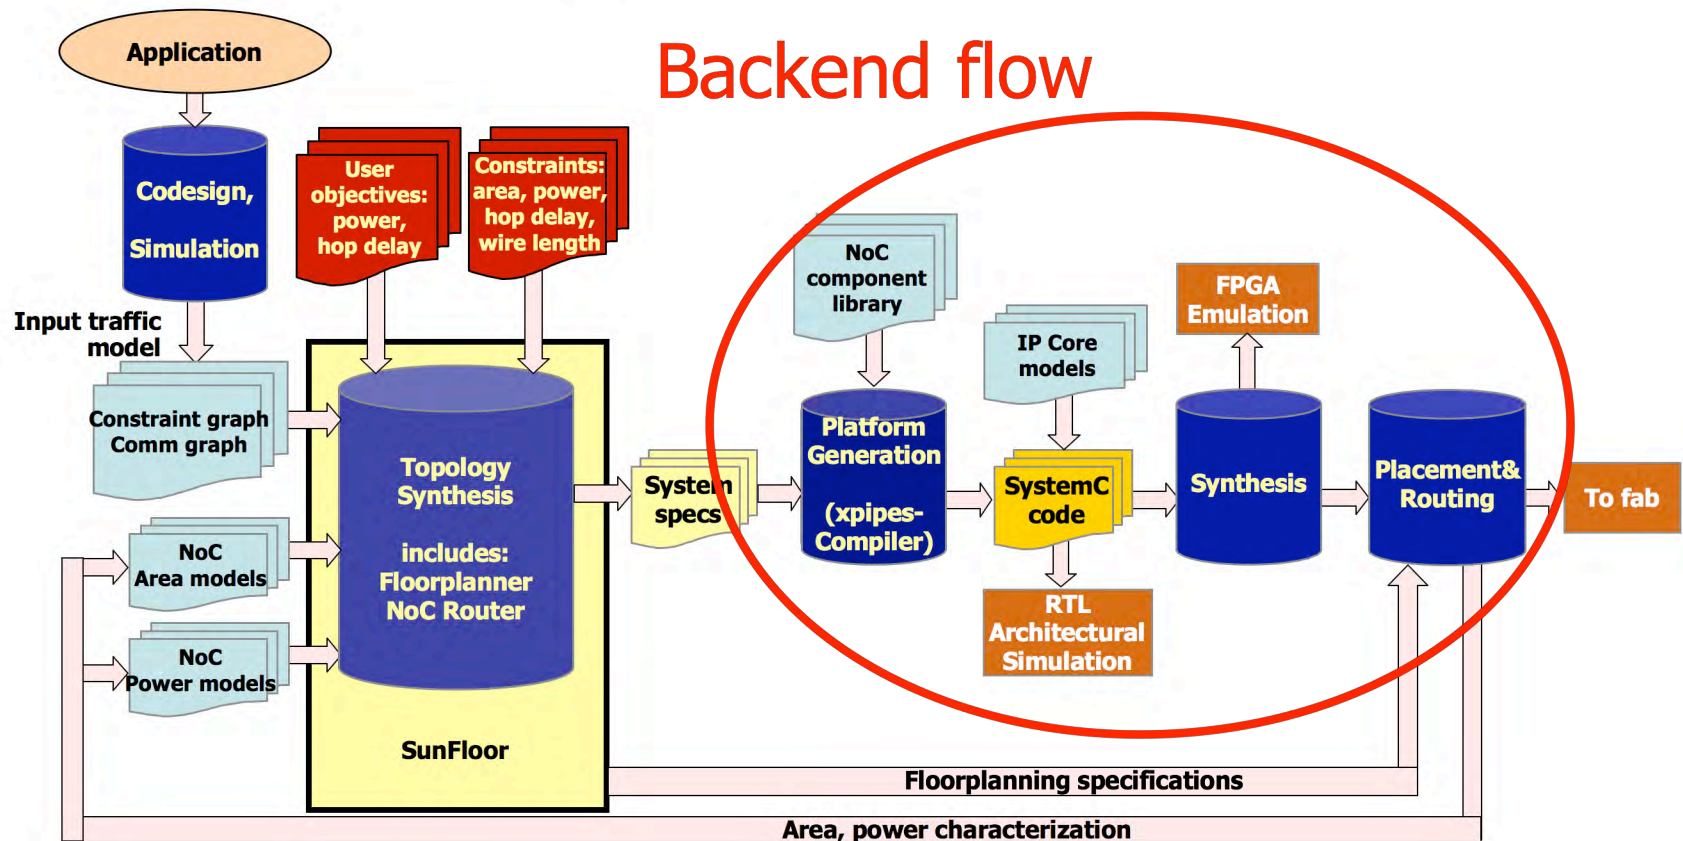 Application
Backend flow
Codesign,
Simulation
User
objectives:
power,
hop delay
Constraints:
area, power,
hop delay,
wire length
Input traffic
model
Constraint graph
Comm graph
NoC
Area models
NoC
Power models
Topology
Synthesis
includes:
Floorplanner
NoC Router
SunFloor
System
specs
NoC
component
library
Platform
Generation
(xpipes-
Compiler)
IP Core
models
SystemC
code
RTL
Architectural
Simulation
FPGA
Emulation
Synthesis
Placement&
Routing
To fab
Floorplanning specifications
Area, power characterization